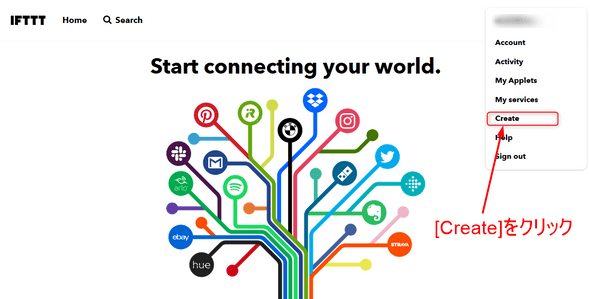 IFTTT Home Search
Start connecting your world.
Account
Activity
My Applets
My services
Create
Help
Sign out
[Create]をクリック
arlo
ebay
hue
STRAVA